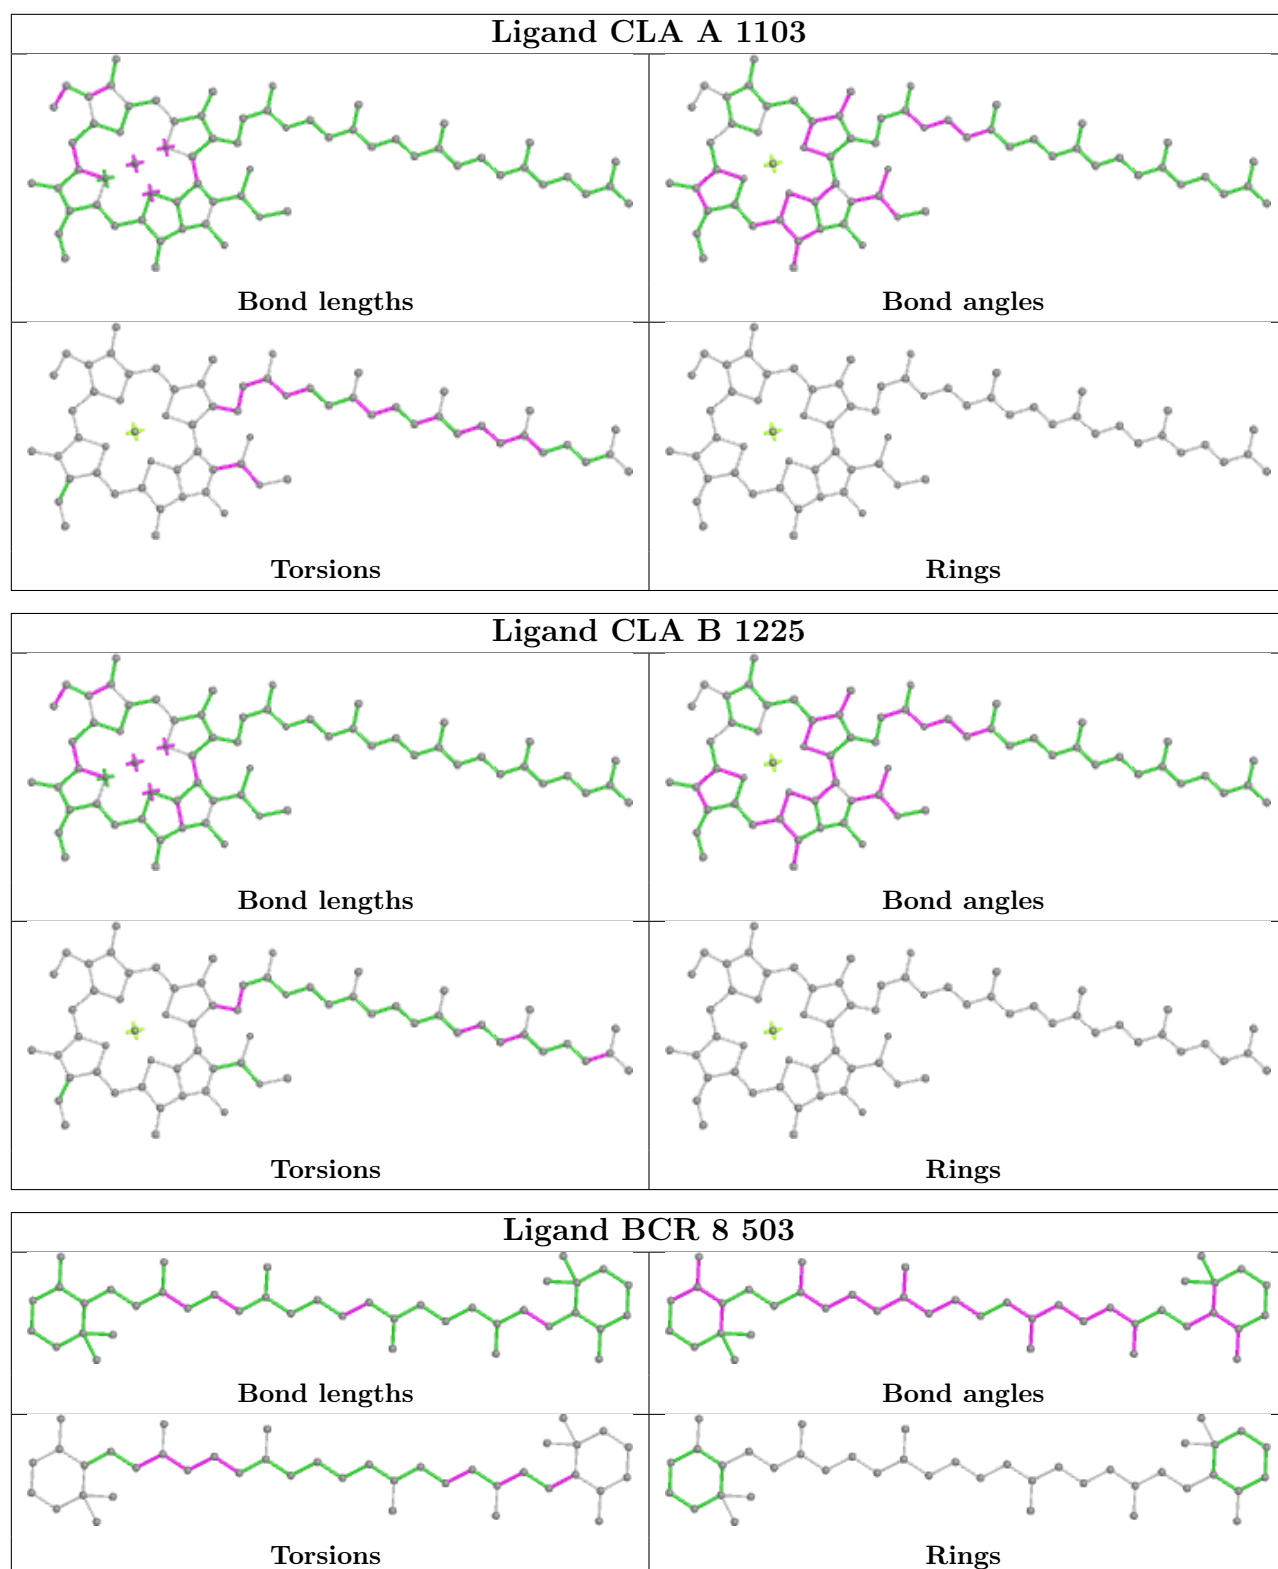 Ligand CLA A 1103
Bond lengths
Bond angles
Torsions
Rings
Ligand CLA B 1225
Bond lengths
Bond angles
Torsions
Rings
Ligand BCR 8 503
Bond lengths
Bond angles
Torsions
Rings